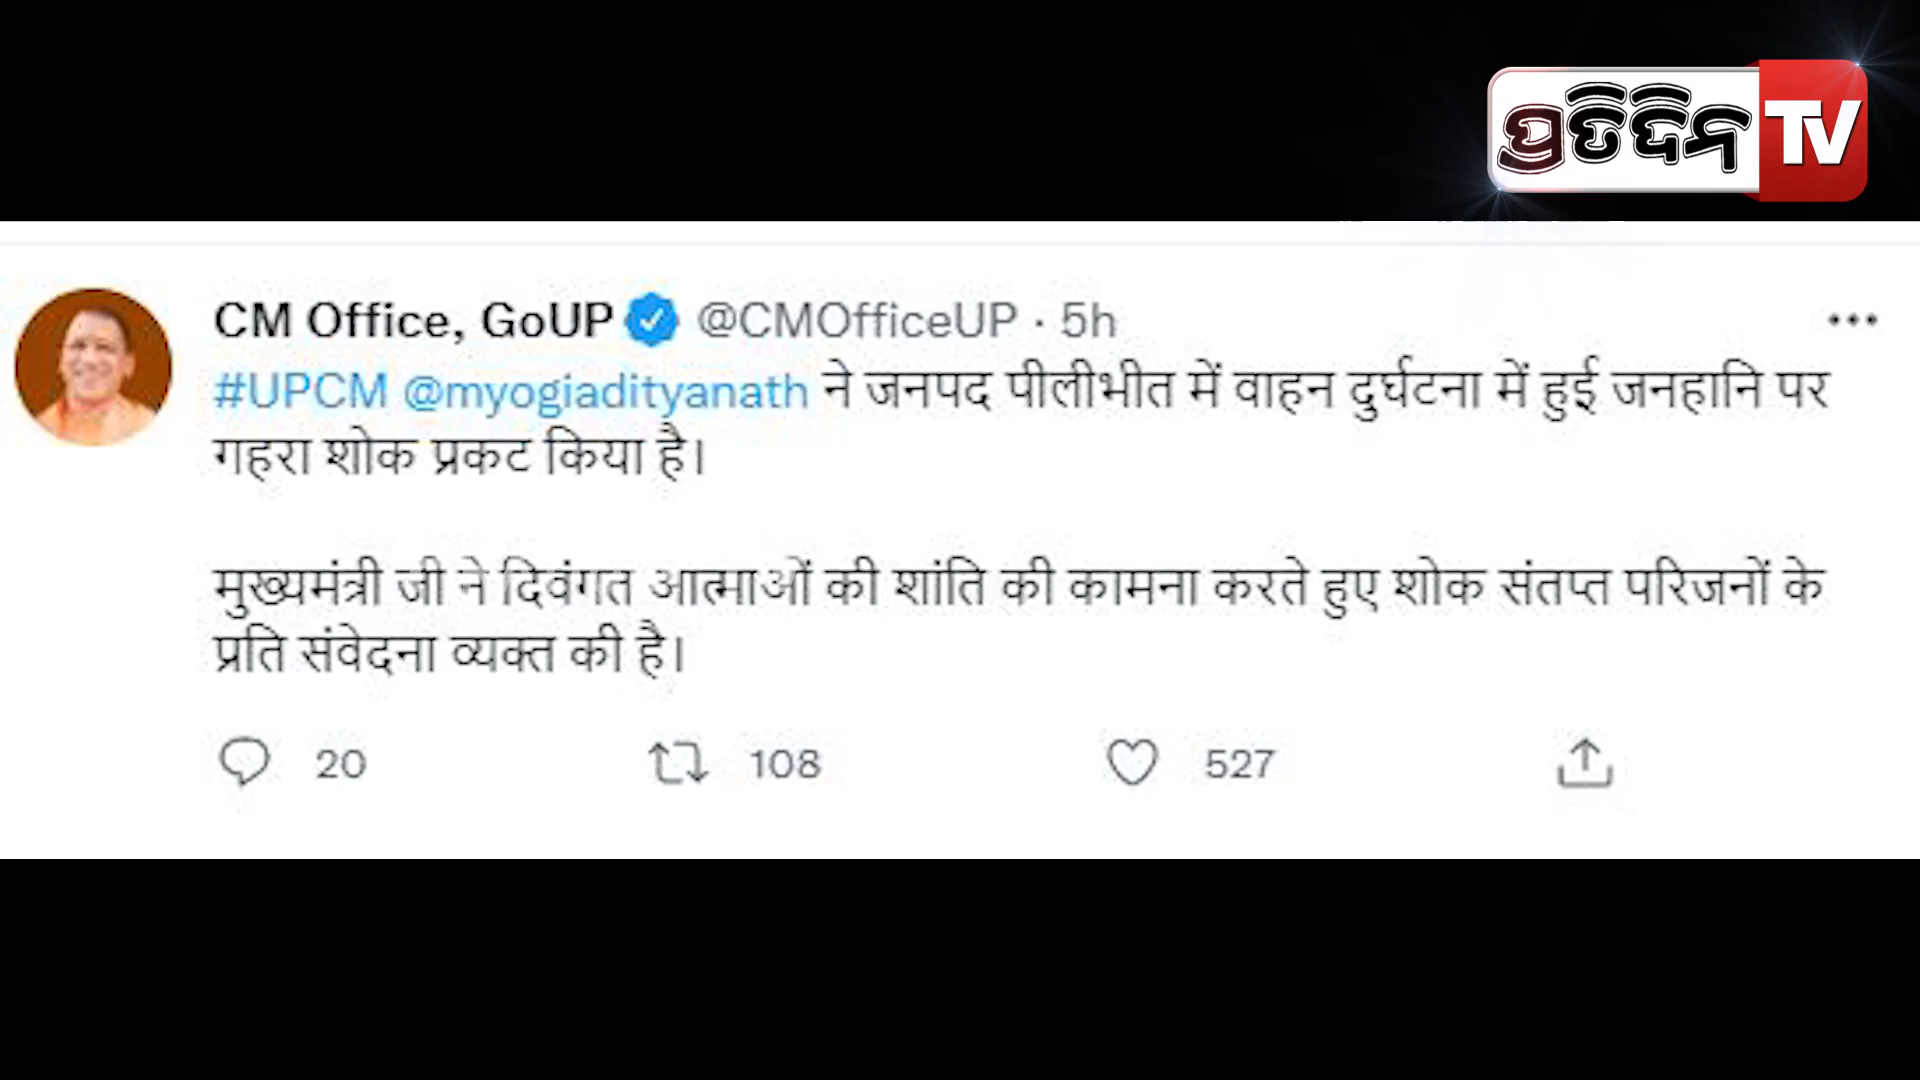 ପ୍ରତିଦିନ TV
CM Office, GoUP @CMOfficeUP · 5h
#UPCM @myogiadityanath ने जनपद पीलीभीत में वाहन दुर्घटना में हुई जनहानि पर
गहरा शोक प्रकट किया है।
मुख्यमंत्री जी ने दिवंगत आत्माओं की शांति की कामना करते हुए शोक संतप्त परिजनों के
प्रति संवेदना व्यक्त की है।
20 108 527